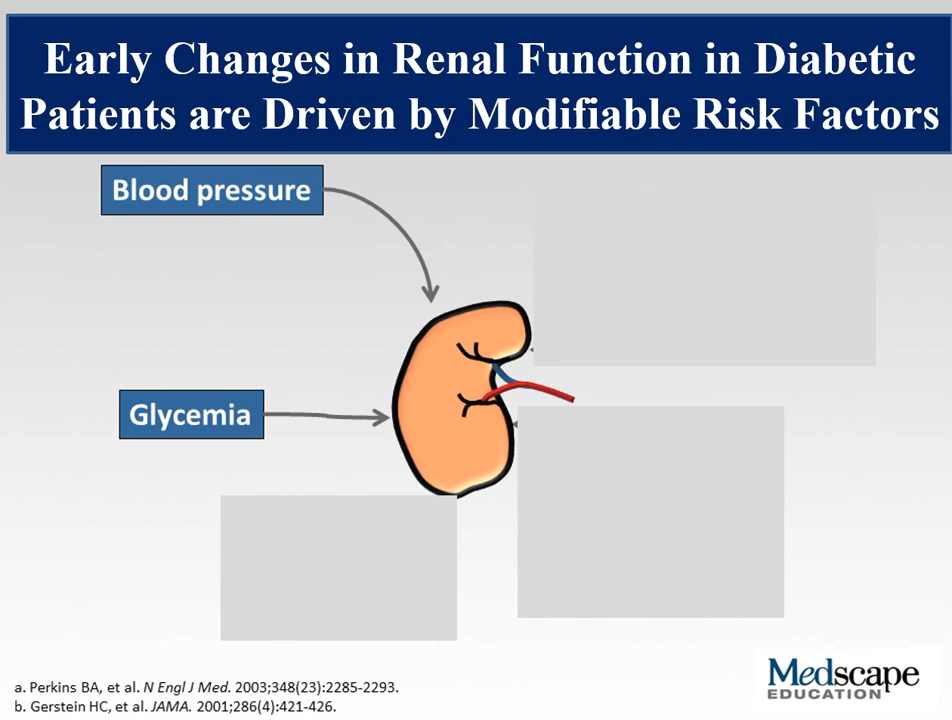 Early Changes in Renal Function in Diabetic
Patients are Driven by Modifiable Risk Factors
Blood pressure
Glycemia
a. Perkins BA, et al. N Engl J Med. 2003;348(23):2285-2293.
b. Gerstein HC, et al. JAMA. 2001;286(4):421-426.
Medscape
EDUCATION